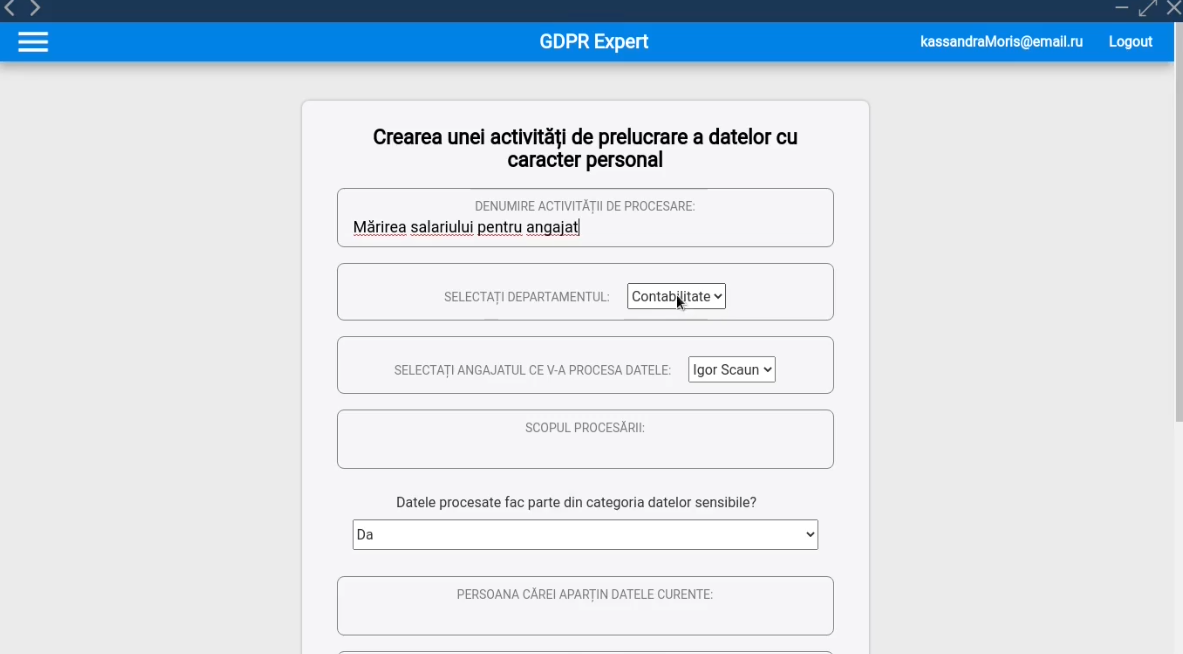 GDPR Expert
kassandraMoris@email.ru
Logout
Crearea unei activități de prelucrare a datelor cu
caracter personal
DENUMIRE ACTIVITĂȚII DE PROCESARE:
Mărirea salariului pentru angajat
SELECTAȚI DEPARTAMENTUL:
Contabilitate
SELECTAȚI ANGAJATUL CE V-A PROCESA DATELE:
Igor Scaun
SCOPUL PROCESĂRII:
Datele procesate fac parte din categoria datelor sensibile?
Da
PERSOANA CĂREI APARȚIN DATELE CURENTE: